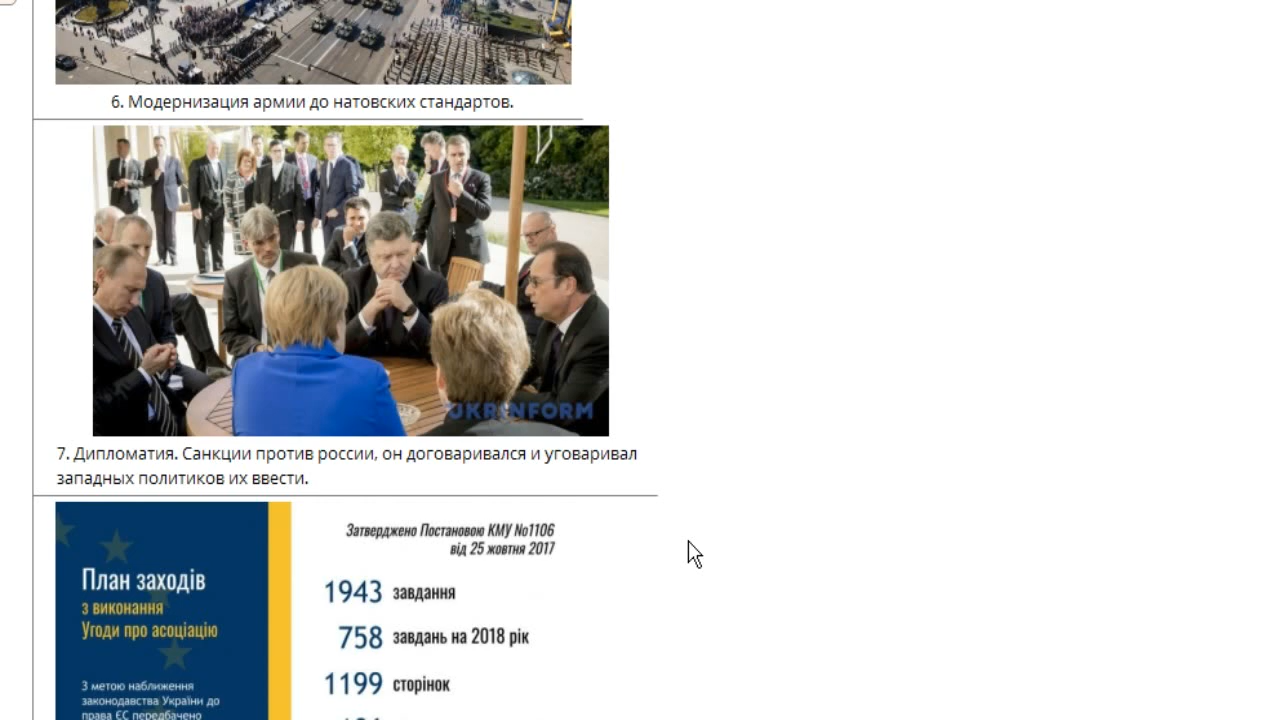 6. Модернизация армии до натовских стандартов.
UKRINFORM
7. Дипломатия. Санкции против россии, он договаривался и уговаривал
западных политиков их ввести.
Затверджено Постановою КМУ №1106
від 25 жовтня 2017
План заходів
з виконання
Угоди про асоціацію
1943 завдання
758 завдань на 2018 рік
1199 сторінок
З метою наближення
законодавства України до
права ЄС передбачено